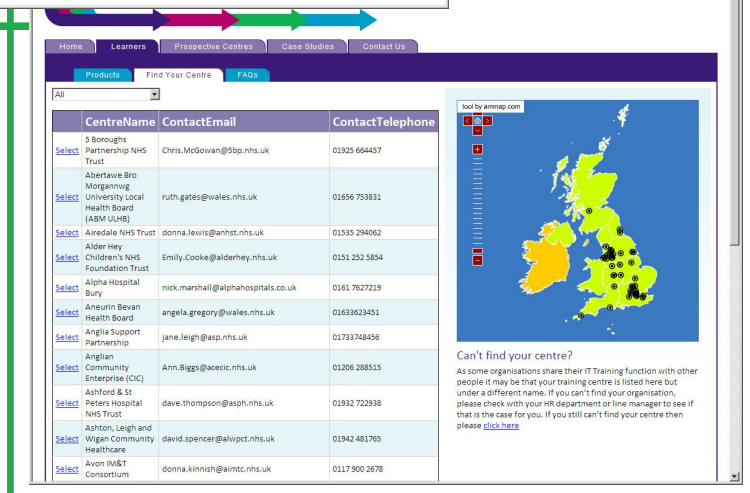 Home Learners Prospective Centres Case Studies Contact Us
Products Find Your Centre FAQs
All
CentreName ContactEmail ContactTelephone
Select 5 Boroughs Partnership NHS Trust Chris.McGowan@5bp.nhs.uk 01925 664457
Select Abertawe Bro Morgannwg University Local Health Board (ABM ULHB) ruth.gates@wales.nhs.uk 01656 753831
Select Airedale NHS Trust donna.lewis@anhst.nhs.uk 01535 294062
Select Alder Hey Children's NHS Foundation Trust Emily.Cooke@alderhey.nhs.uk 0151 252 5854
Select Alpha Hospital Bury nick.marshall@alphahospitals.co.uk 0161 7627219
Select Aneurin Bevan Health Board angela.gregory@wales.nhs.uk 01633623451
Select Anglia Support Partnership jane.leigh@asp.nhs.uk 01733748456
Select Anglian Community Enterprise (CIC) Ann.Biggs@acecic.nhs.uk 01206 288515
Select Ashford & St Peters Hospital NHS Trust dave.thompson@asph.nhs.uk 01932 722938
Select Ashton, Leigh and Wigan Community Healthcare david.spencer@alwpct.nhs.uk 01942 481765
Select Avon IM&T Consortium donna.kinnish@aimtc.nhs.uk 0117 900 2678
tool by ammap.com
Can't find your centre?
As some organisations share their IT Training function with other
people it may be that your training centre is listed here but
under a different name. If you can't find your organisation,
please check with your HR department or line manager to see if
that is the case for you. If you still can't find your centre then
please click here